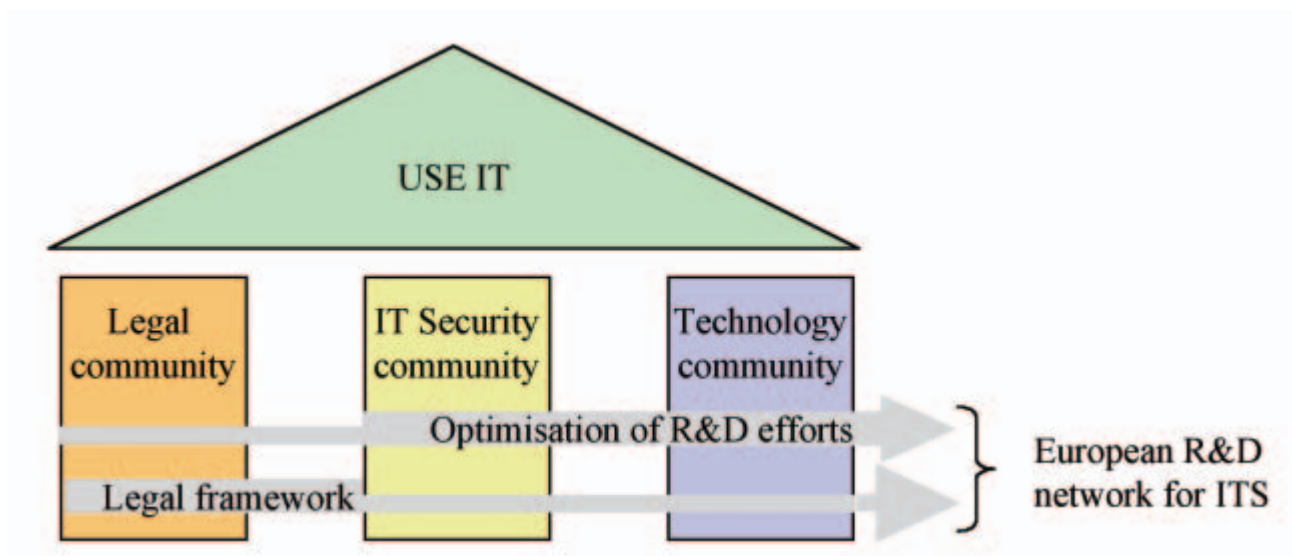 USE IT
Legal
community
IT Security
community
Technology
community
Optimisation of R&D efforts
Legal framework
European R&D
network for ITS